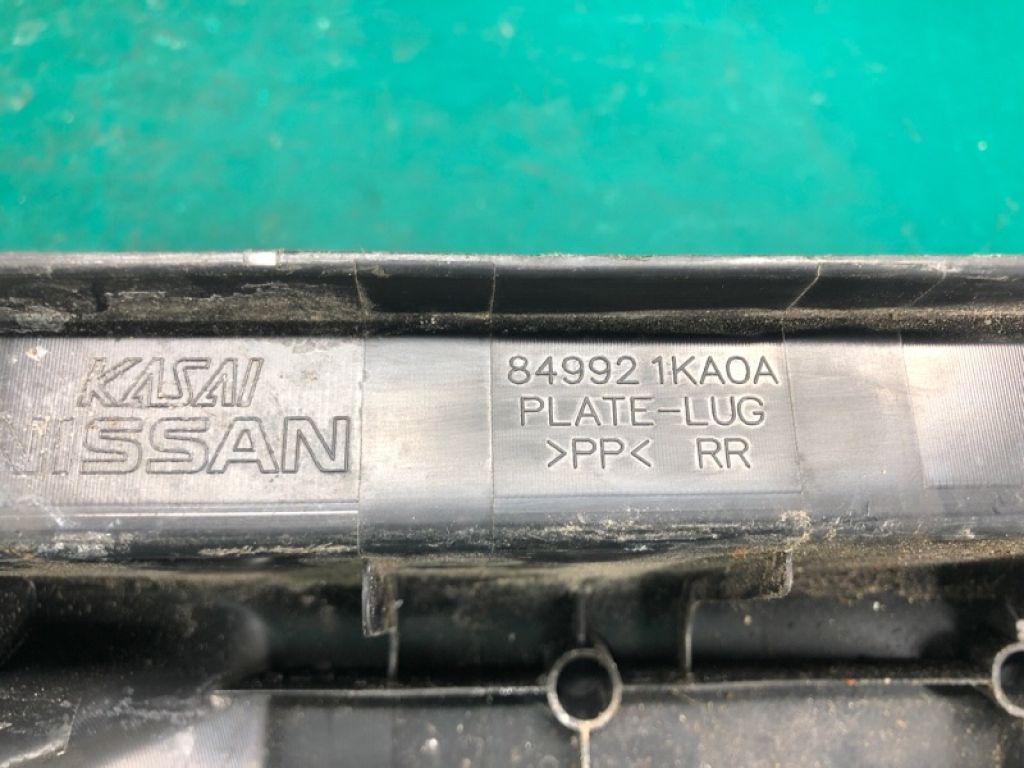 KASAI
NISSAN
84992 1KA0A
PLATE-LUG
>PP< RR